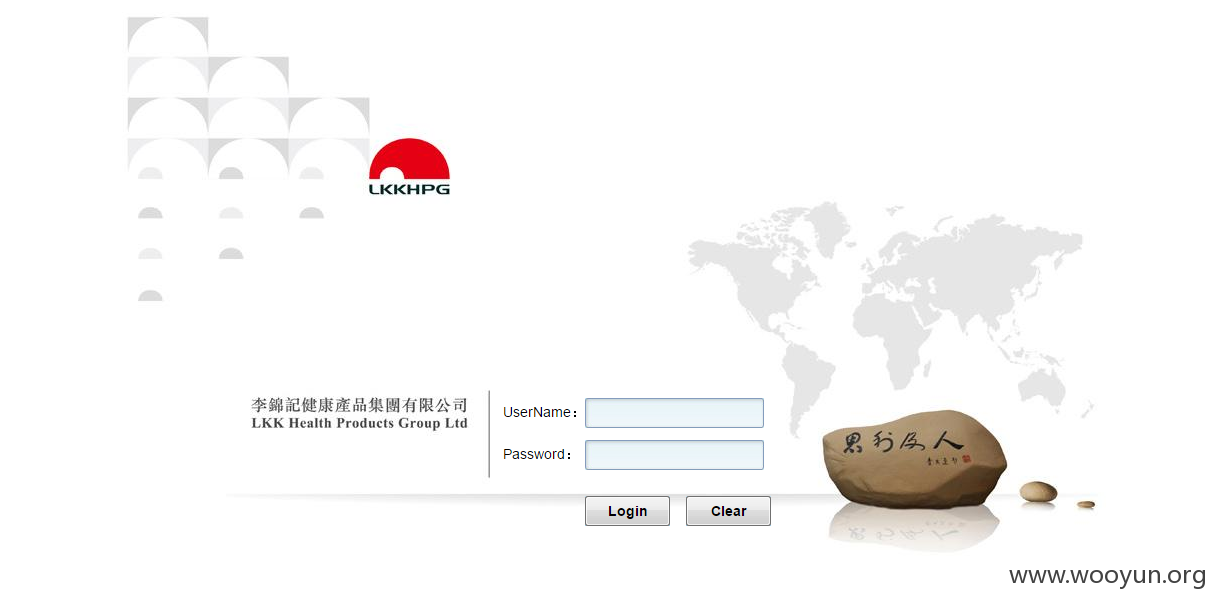 LKKHPG
李錦記健康產品集團有限公司
LKK Health Products Group Ltd
UserName：
Password：
Login Clear
思利及人
www.wooyun.org